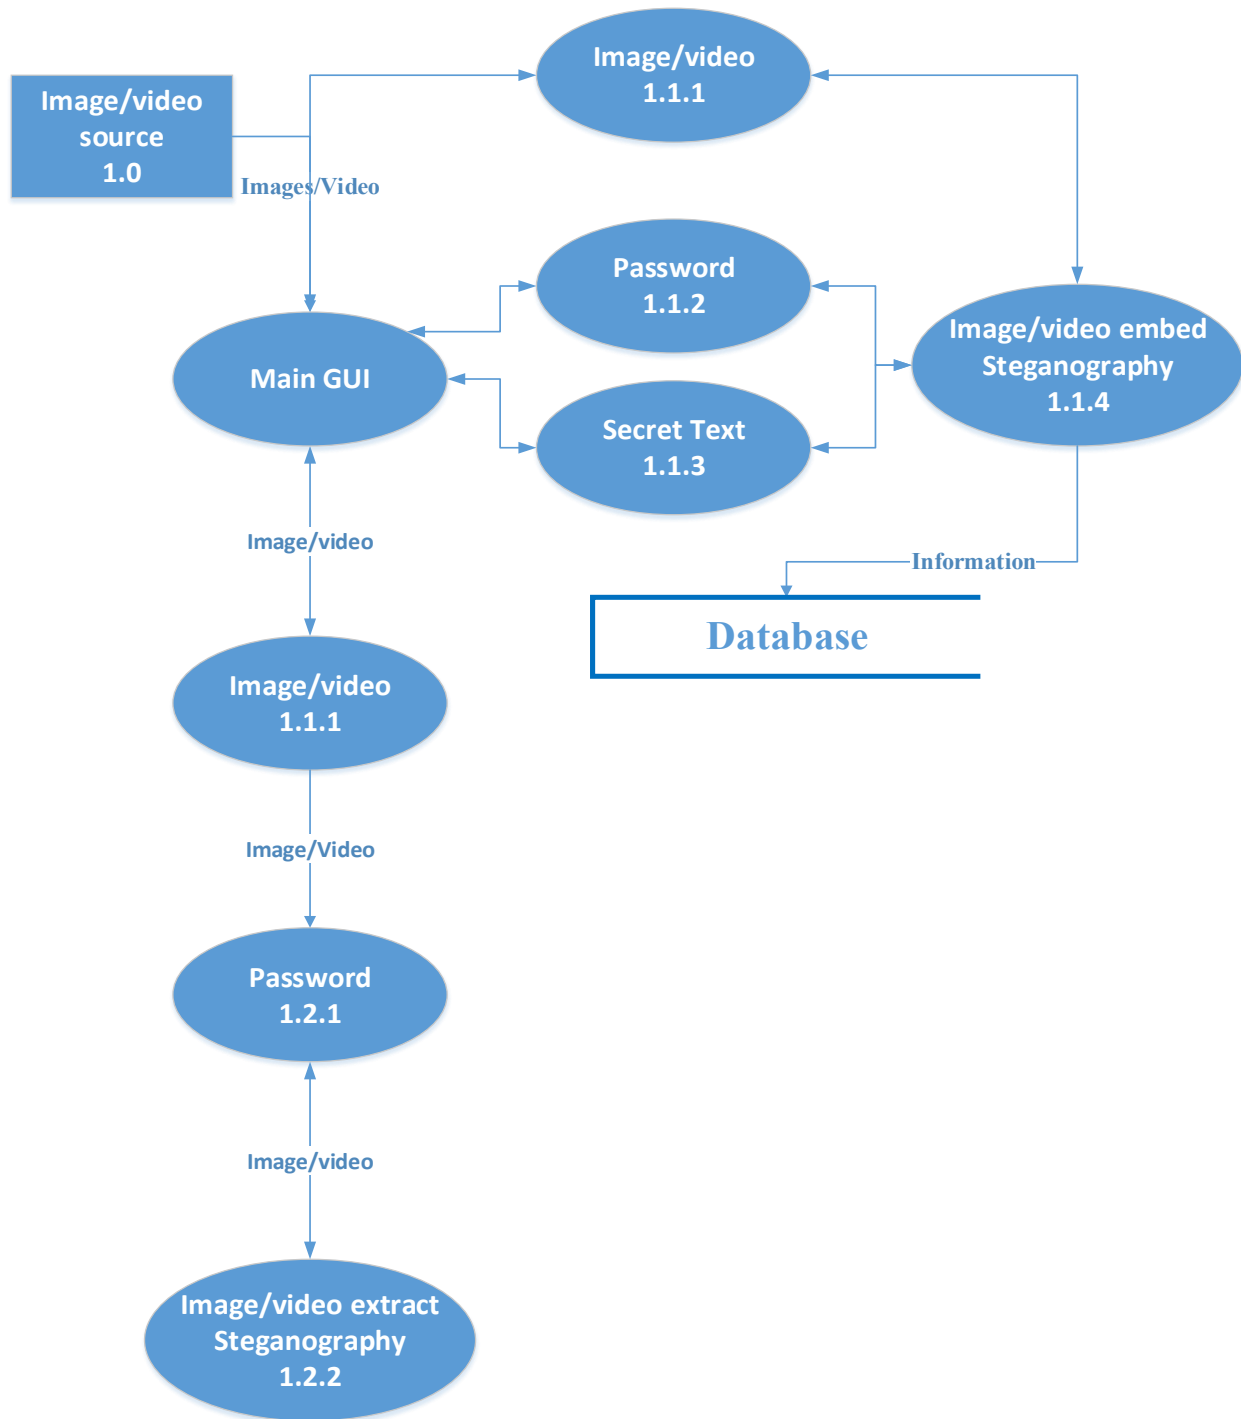 Image/video
1.1.1
Image/video
source
1.0
Images/Video
Password
1.1.2
Main GUI
Secret Text
1.1.3
Image/video embed
Steganography
1.1.4
Image/video
Information
Database
Image/video
1.1.1
Image/Video
Password
1.2.1
Image/video
Image/video extract
Steganography
1.2.2